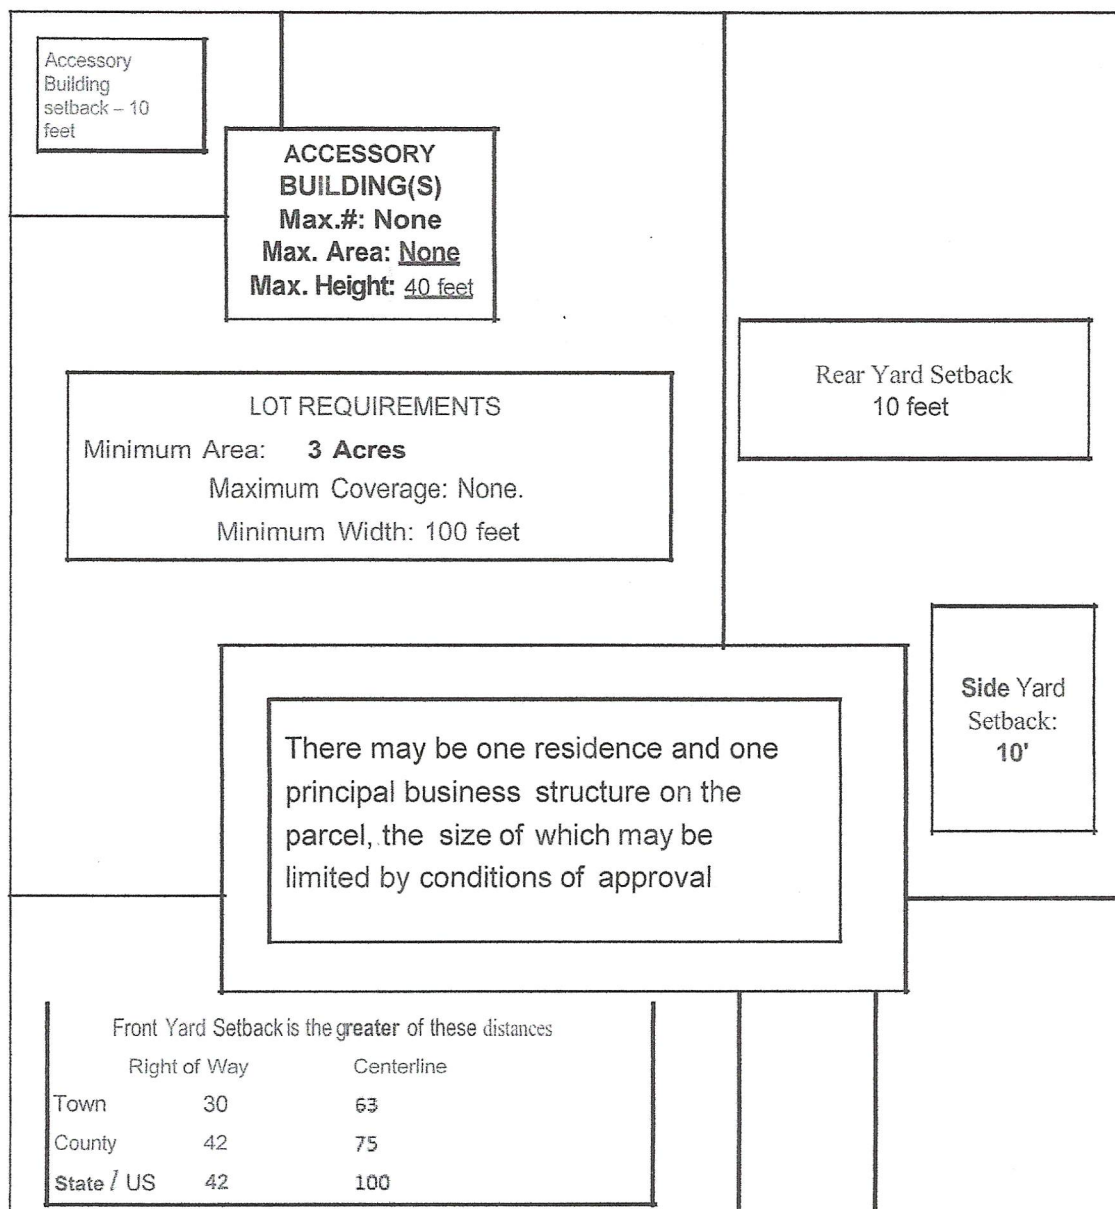 Accessory
Building
setback – 10
feet
ACCESSORY
BUILDING(S)
Max.#: None
Max. Area: None
Max. Height: 40 feet
Rear Yard Setback
10 feet
LOT REQUIREMENTS
Minimum Area: 3 Acres
Maximum Coverage: None.
Minimum Width: 100 feet
Side Yard
Setback:
10'
There may be one residence and one
principal business structure on the
parcel, the size of which may be
limited by conditions of approval
Front Yard Setback is the greater of these distances
Right of Way Centerline
Town 30 63
County 42 75
State / US 42 100